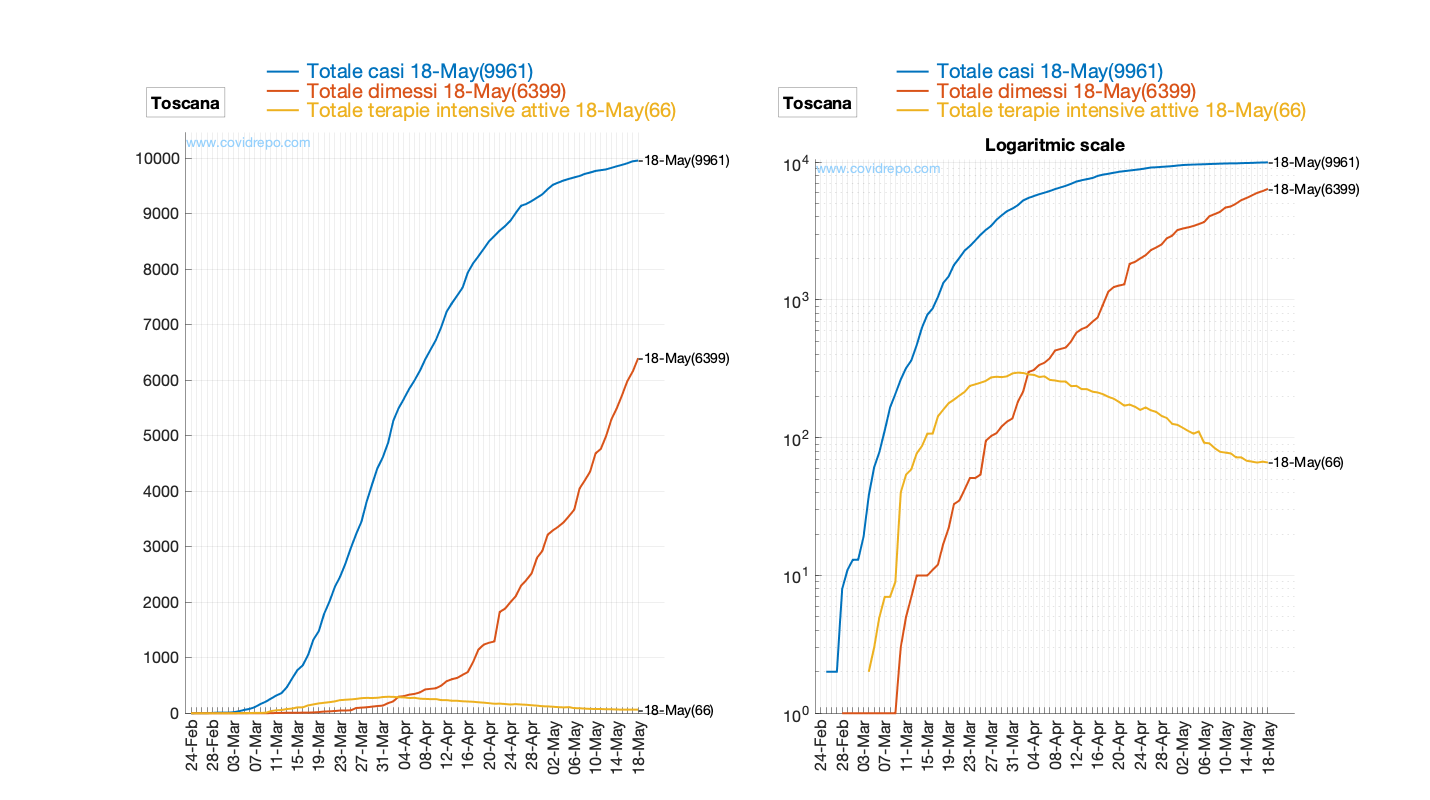 Totale casi 18-May(9961)
Totale dimessi 18-May(6399)
Totale terapie intensive attive 18-May(66)
Toscana
www.covidrepo.com
10000
9000
8000
7000
6000
5000
4000
3000
2000
1000
0
18-May(9961)
18-May(6399)
18-May(66)
24-Feb
28-Feb
03-Mar
07-Mar
11-Mar
15-Mar
19-Mar
23-Mar
27-Mar
31-Mar
04-Apr
08-Apr
12-Apr
16-Apr
20-Apr
24-Apr
28-Apr
02-May
06-May
10-May
14-May
18-May
Totale casi 18-May(9961)
Totale dimessi 18-May(6399)
Totale terapie intensive attive 18-May(66)
Toscana
Logaritmic scale
www.covidrepo.com
10^4
10^3
10^2
10^1
10^0
18-May(9961)
18-May(6399)
18-May(66)
24-Feb
28-Feb
03-Mar
07-Mar
11-Mar
15-Mar
19-Mar
23-Mar
27-Mar
31-Mar
04-Apr
08-Apr
12-Apr
16-Apr
20-Apr
24-Apr
28-Apr
02-May
06-May
10-May
14-May
18-May